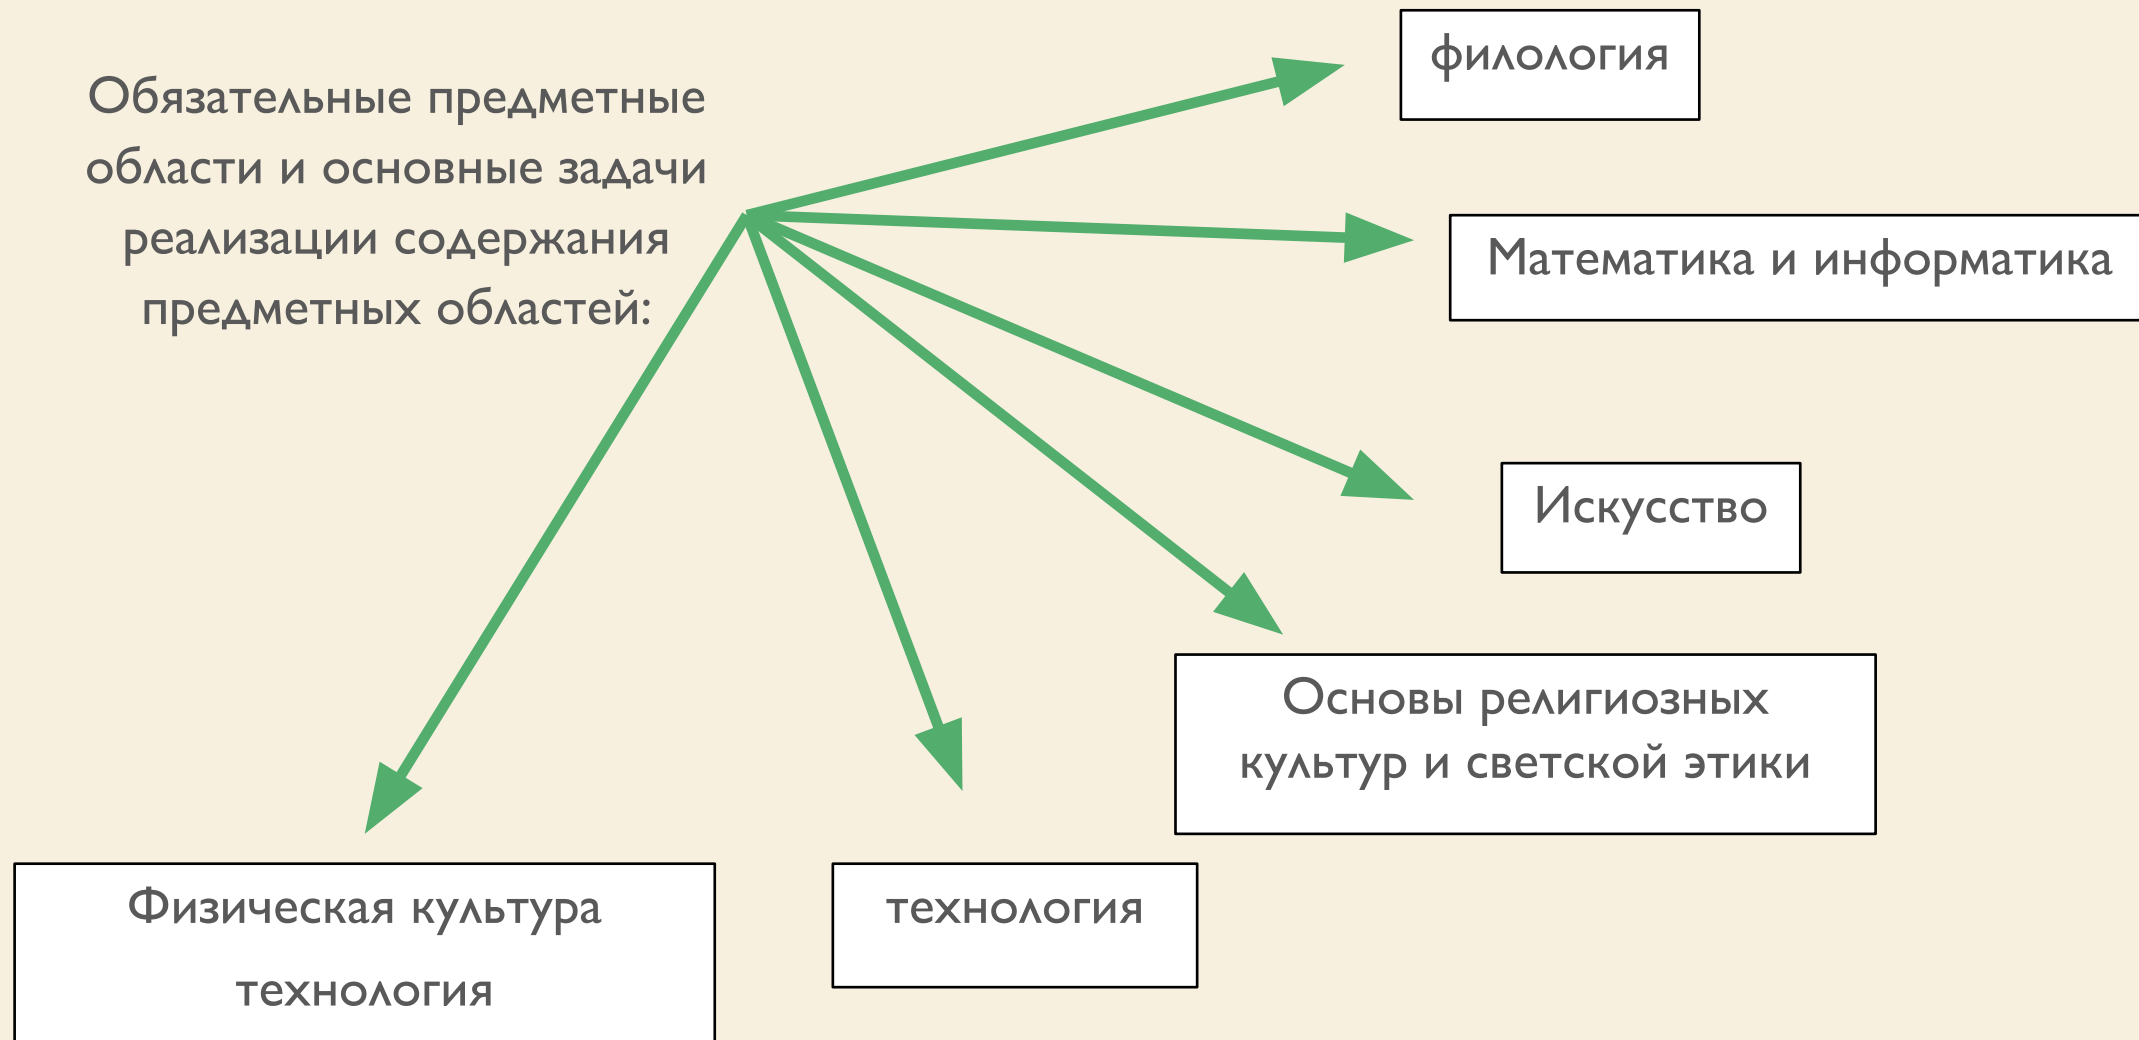 Обязательные предметные
области и основные задачи
реализации содержания
предметных областей:
филология
Математика и информатика
Искусство
Основы религиозных
культур и светской этики
технология
Физическая культура
технология